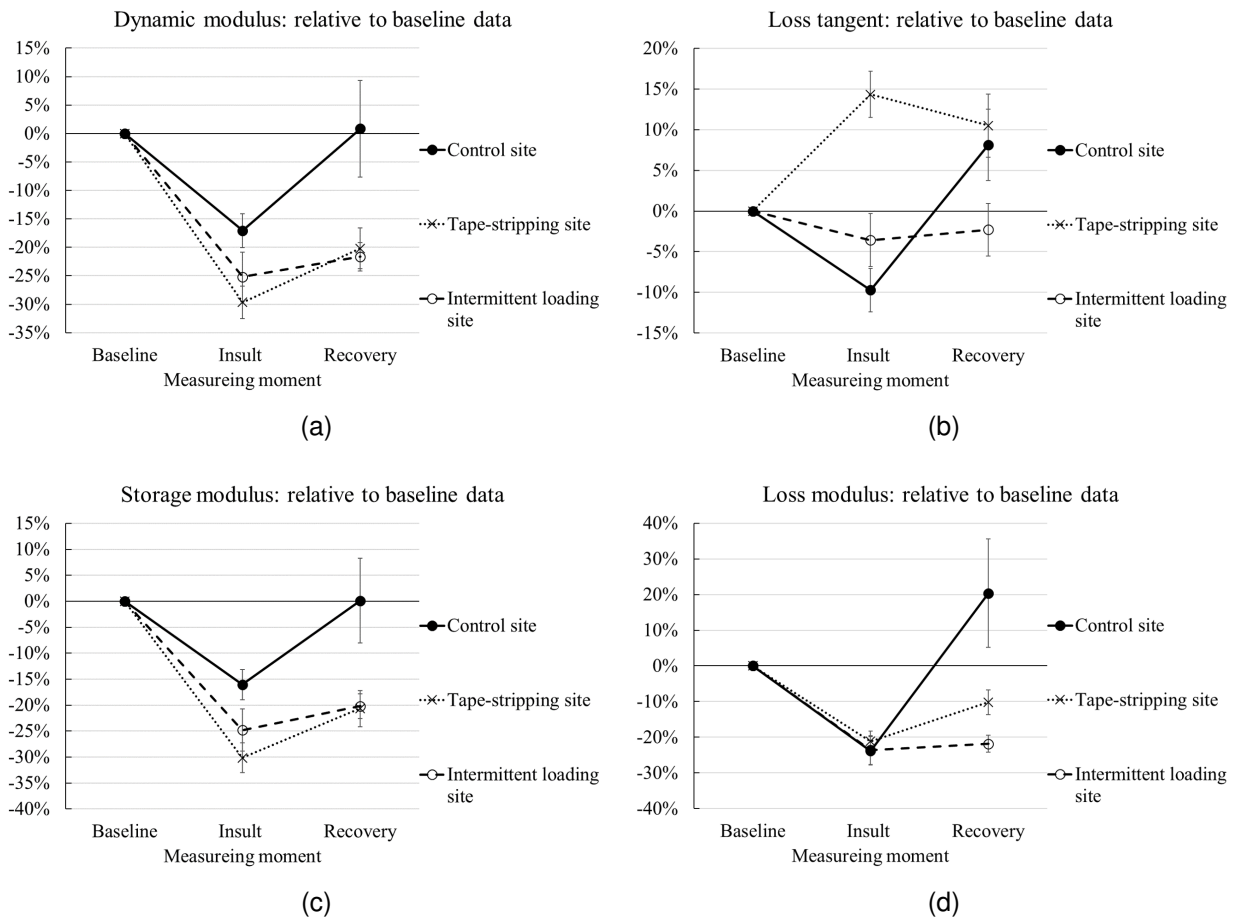 Dynamic modulus: relative to baseline data
15%
10%
5%
0%
-5%
-10%
-15%
-20%
-25%
-30%
-35%
Baseline
Insult
Recovery
Measureing moment
Control site
Tape-stripping site
Intermittent loading
site
(a)
Loss tangent: relative to baseline data
20%
15%
10%
5%
0%
-5%
-10%
-15%
Baseline
Insult
Recovery
Measureing moment
Control site
Tape-stripping site
Intermittent loading
site
(b)
Storage modulus: relative to baseline data
15%
10%
5%
0%
-5%
-10%
-15%
-20%
-25%
-30%
-35%
-40%
Baseline
Insult
Recovery
Measureing moment
Control site
Tape-stripping site
Intermittent loading
site
(c)
Loss modulus: relative to baseline data
40%
30%
20%
10%
0%
-10%
-20%
-30%
-40%
Baseline
Insult
Recovery
Measureing moment
Control site
Tape-stripping site
Intermittent loading
site
(d)